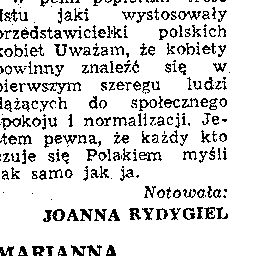 W pełni popieram treść
listu jaki wystosowały
przedstawicielki polskich
kobiet Uważam, że kobiety
powinny znaleźć się w
pierwszym szeregu ludzi
dążących do społecznego
spokoju i normalizacji. Je-
stem pewna, że każdy kto
czuje się Polakiem myśli
tak samo jak ja.
Notowała:
JOANNA RYDYGIEL
MARIANNA